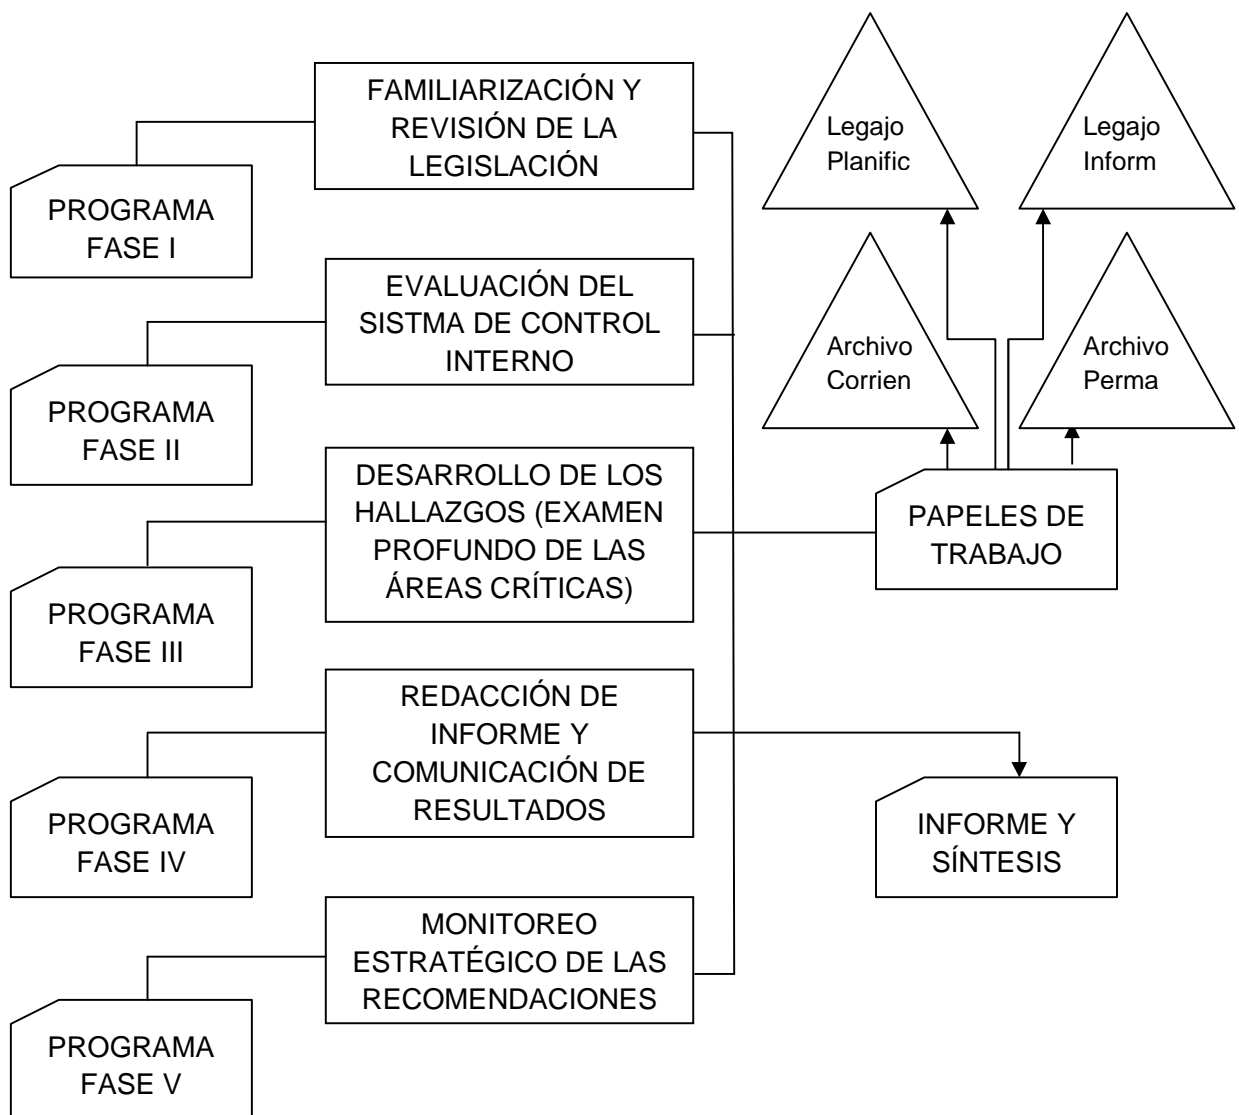 FAMILIARIZACIÓN Y
REVISIÓN DE LA
LEGISLACIÓN
PROGRAMA
FASE I
EVALUACIÓN DEL
SISTMA DE CONTROL
INTERNO
PROGRAMA
FASE II
DESARROLLO DE LOS
HALLAZGOS (EXAMEN
PROFUNDO DE LAS
ÁREAS CRÍTICAS)
PROGRAMA
FASE III
REDACCIÓN DE
INFORME Y
COMUNICACIÓN DE
RESULTADOS
PROGRAMA
FASE IV
MONITOREO
ESTRATÉGICO DE LAS
RECOMENDACIONES
PROGRAMA
FASE V
Legajo
Planific
Legajo
Inform
Archivo
Corrien
Archivo
Perma
PAPELES DE
TRABAJO
INFORME Y
SÍNTESIS